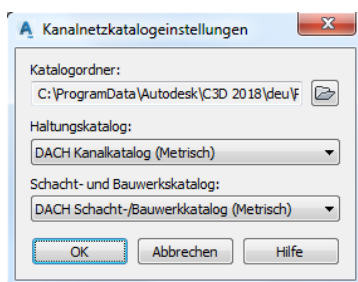 Kanalnetzkatalogeinstellungen
Katalogordner:
C:\ProgramData\Autodesk\C3D 2018\deu\
Haltungskatalog:
DACH Kanalkatalog (Metrisch)
Schacht- und Bauwerkskatalog:
DACH Schacht-/Bauwerkkatalog (Metrisch)
OK Abbrechen Hilfe